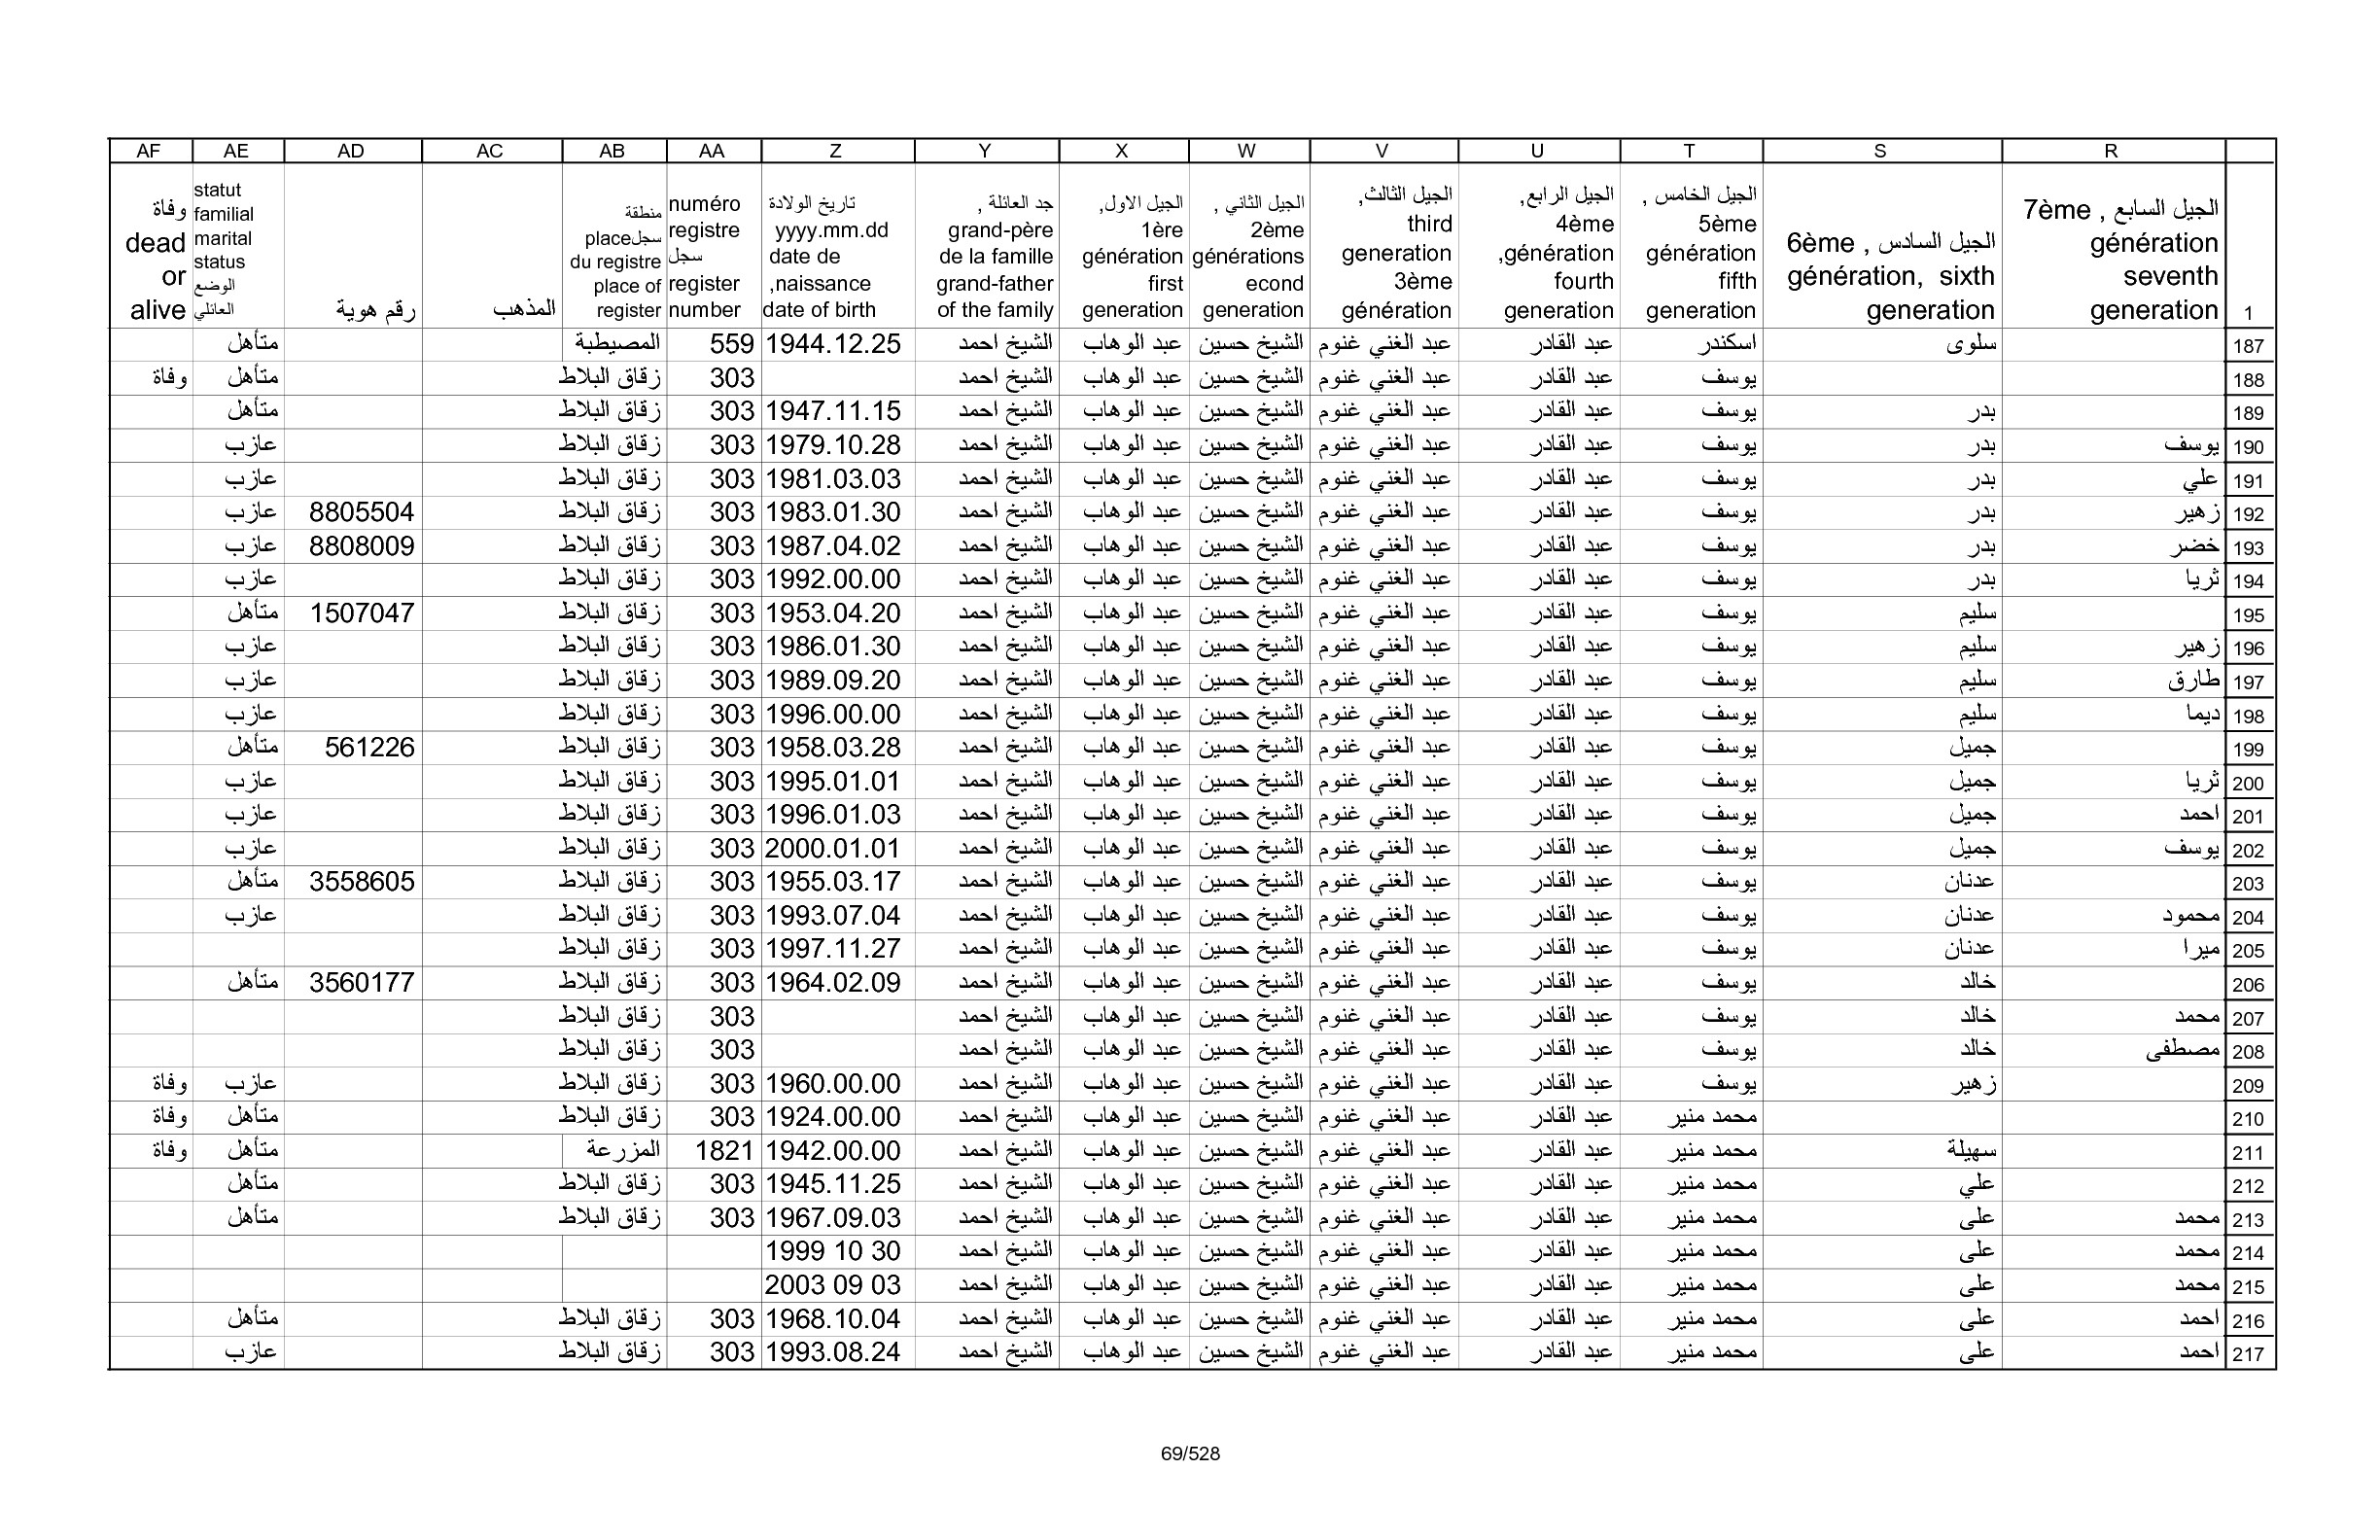 R S T U V W X Y Z AA AB AC AD AE AF
1
الجيل السابع , 7ème
génération
seventh
generation
الجيل السادس , 6ème
génération, sixth
generation
الجيل الخامس ,
5ème
génération
fifth
generation
الجيل الرابع,
4ème
génération,
fourth
generation
الجيل الثالث,
third
generation
3ème
génération
الجيل الثاني ,
2ème
générations
econd
generation
الجيل الاول,
1ère
génération
first
generation
جد العائلة ,
grand-père
de la famille
grand-father
of the family
تاريخ الولادة
yyyy.mm.dd
date de
naissance,
date of birth
numéro
registre
سجل
register
number
منطقة
سجلplace
du registre
place of
register
المذهب
رقم هوية
statut
familial
marital
status
الوضع
العائلي
وفاة
dead
or
alive
187 سلوى اسكندر عبد القادر عبد الغني غنوم الشيخ حسين عبد الوهاب الشيخ احمد 1944.12.25 559 المصيطبة متأهل
188 يوسف عبد القادر عبد الغني غنوم الشيخ حسين عبد الوهاب الشيخ احمد 303 زقاق البلاط متأهل وفاة
189 بدر يوسف عبد القادر عبد الغني غنوم الشيخ حسين عبد الوهاب الشيخ احمد 1947.11.15 303 زقاق البلاط متأهل
190 يوسف بدر يوسف عبد القادر عبد الغني غنوم الشيخ حسين عبد الوهاب الشيخ احمد 1979.10.28 303 زقاق البلاط عازب
191 علي بدر يوسف عبد القادر عبد الغني غنوم الشيخ حسين عبد الوهاب الشيخ احمد 1981.03.03 303 زقاق البلاط عازب
192 زهير بدر يوسف عبد القادر عبد الغني غنوم الشيخ حسين عبد الوهاب الشيخ احمد 1983.01.30 303 زقاق البلاط 8805504 عازب
193 خضر بدر يوسف عبد القادر عبد الغني غنوم الشيخ حسين عبد الوهاب الشيخ احمد 1987.04.02 303 زقاق البلاط 8808009 عازب
194 ثريا بدر يوسف عبد القادر عبد الغني غنوم الشيخ حسين عبد الوهاب الشيخ احمد 1992.00.00 303 زقاق البلاط عازب
195 سليم يوسف عبد القادر عبد الغني غنوم الشيخ حسين عبد الوهاب الشيخ احمد 1953.04.20 303 زقاق البلاط 1507047 متأهل
196 زهير سليم يوسف عبد القادر عبد الغني غنوم الشيخ حسين عبد الوهاب الشيخ احمد 1986.01.30 303 زقاق البلاط عازب
197 طارق سليم يوسف عبد القادر عبد الغني غنوم الشيخ حسين عبد الوهاب الشيخ احمد 1989.09.20 303 زقاق البلاط عازب
198 ديما سليم يوسف عبد القادر عبد الغني غنوم الشيخ حسين عبد الوهاب الشيخ احمد 1996.00.00 303 زقاق البلاط عازب
199 جميل يوسف عبد القادر عبد الغني غنوم الشيخ حسين عبد الوهاب الشيخ احمد 1958.03.28 303 زقاق البلاط 561226 متأهل
200 ثريا جميل يوسف عبد القادر عبد الغني غنوم الشيخ حسين عبد الوهاب الشيخ احمد 1995.01.01 303 زقاق البلاط عازب
201 احمد جميل يوسف عبد القادر عبد الغني غنوم الشيخ حسين عبد الوهاب الشيخ احمد 1996.01.03 303 زقاق البلاط عازب
202 يوسف جميل يوسف عبد القادر عبد الغني غنوم الشيخ حسين عبد الوهاب الشيخ احمد 2000.01.01 303 زقاق البلاط عازب
203 عدنان يوسف عبد القادر عبد الغني غنوم الشيخ حسين عبد الوهاب الشيخ احمد 1955.03.17 303 زقاق البلاط 3558605 متأهل
204 محمود عدنان يوسف عبد القادر عبد الغني غنوم الشيخ حسين عبد الوهاب الشيخ احمد 1993.07.04 303 زقاق البلاط عازب
205 ميرا عدنان يوسف عبد القادر عبد الغني غنوم الشيخ حسين عبد الوهاب الشيخ احمد 1997.11.27 303 زقاق البلاط
206 خالد يوسف عبد القادر عبد الغني غنوم الشيخ حسين عبد الوهاب الشيخ احمد 1964.02.09 303 زقاق البلاط 3560177 متأهل
207 محمد خالد يوسف عبد القادر عبد الغني غنوم الشيخ حسين عبد الوهاب الشيخ احمد 303 زقاق البلاط
208 مصطفى خالد يوسف عبد القادر عبد الغني غنوم الشيخ حسين عبد الوهاب الشيخ احمد 303 زقاق البلاط
209 زهير يوسف عبد القادر عبد الغني غنوم الشيخ حسين عبد الوهاب الشيخ احمد 1960.00.00 303 زقاق البلاط عازب وفاة
210 محمد منير عبد القادر عبد الغني غنوم الشيخ حسين عبد الوهاب الشيخ احمد 1924.00.00 303 زقاق البلاط متأهل وفاة
211 سهيلة محمد منير عبد القادر عبد الغني غنوم الشيخ حسين عبد الوهاب الشيخ احمد 1942.00.00 1821 المزرعة متأهل وفاة
212 علي محمد منير عبد القادر عبد الغني غنوم الشيخ حسين عبد الوهاب الشيخ احمد 1945.11.25 303 زقاق البلاط متأهل
213 محمد على محمد منير عبد القادر عبد الغني غنوم الشيخ حسين عبد الوهاب الشيخ احمد 1967.09.03 303 زقاق البلاط متأهل
214 محمد على محمد منير عبد القادر عبد الغني غنوم الشيخ حسين عبد الوهاب الشيخ احمد 1999 10 30
215 محمد على محمد منير عبد القادر عبد الغني غنوم الشيخ حسين عبد الوهاب الشيخ احمد 2003 09 03
216 احمد على محمد منير عبد القادر عبد الغني غنوم الشيخ حسين عبد الوهاب الشيخ احمد 1968.10.04 303 زقاق البلاط متأهل
217 احمد على محمد منير عبد القادر عبد الغني غنوم الشيخ حسين عبد الوهاب الشيخ احمد 1993.08.24 303 زقاق البلاط عازب
69/528